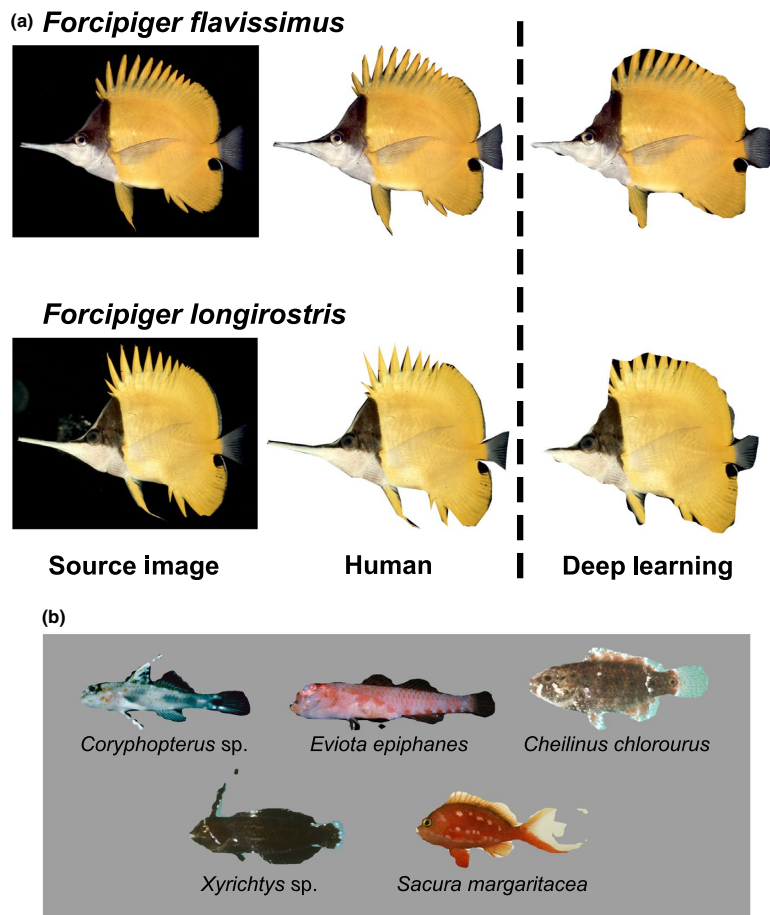 (a) Forcipiger flavissimus
Forcipiger longirostris
Source image Human Deep learning
(b)
Coryphopterus sp. Eviota epiphanes Cheilinus chlorourus
Xyrichtys sp. Sacura margaritacea